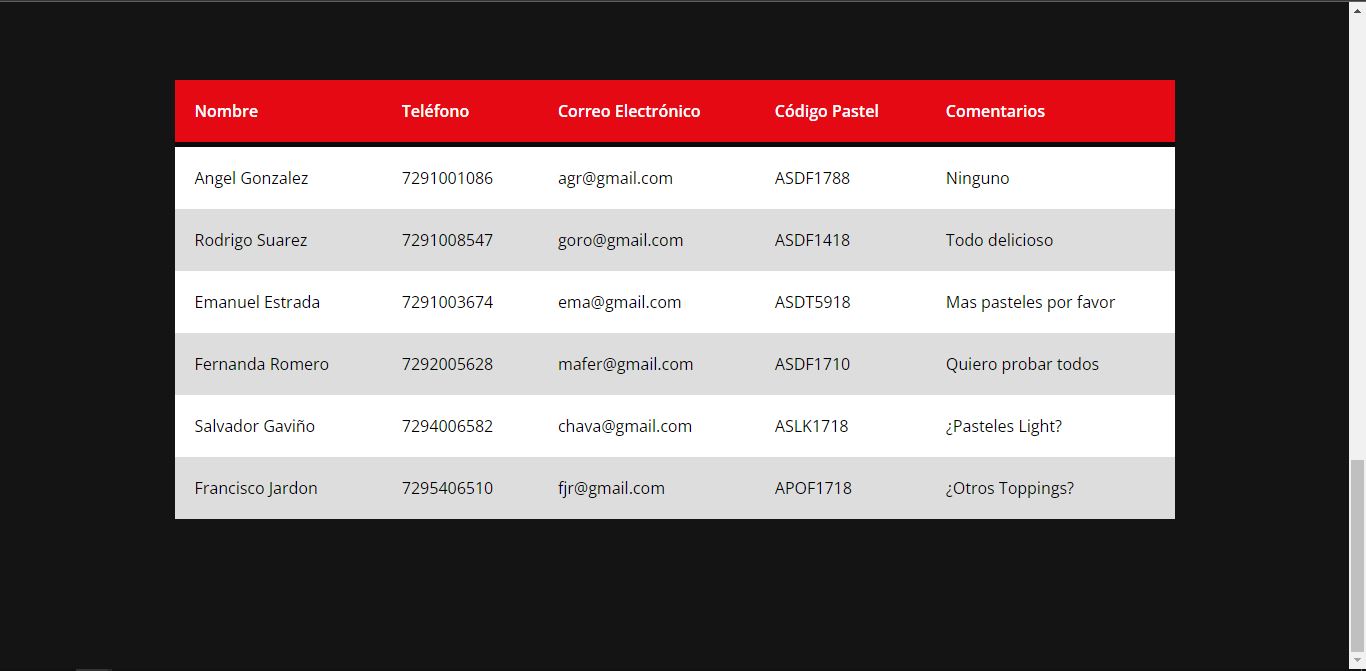 Nombre Teléfono Correo Electrónico Código Pastel Comentarios
Angel Gonzalez 7291001086 agr@gmail.com ASDF1788 Ninguno
Rodrigo Suarez 7291008547 goro@gmail.com ASDF1418 Todo delicioso
Emanuel Estrada 7291003674 ema@gmail.com ASDT5918 Mas pasteles por favor
Fernanda Romero 7292005628 mafer@gmail.com ASDF1710 Quiero probar todos
Salvador Gaviño 7294006582 chava@gmail.com ASLK1718 ¿Pasteles Light?
Francisco Jardon 7295406510 fjr@gmail.com APOF1718 ¿Otros Toppings?